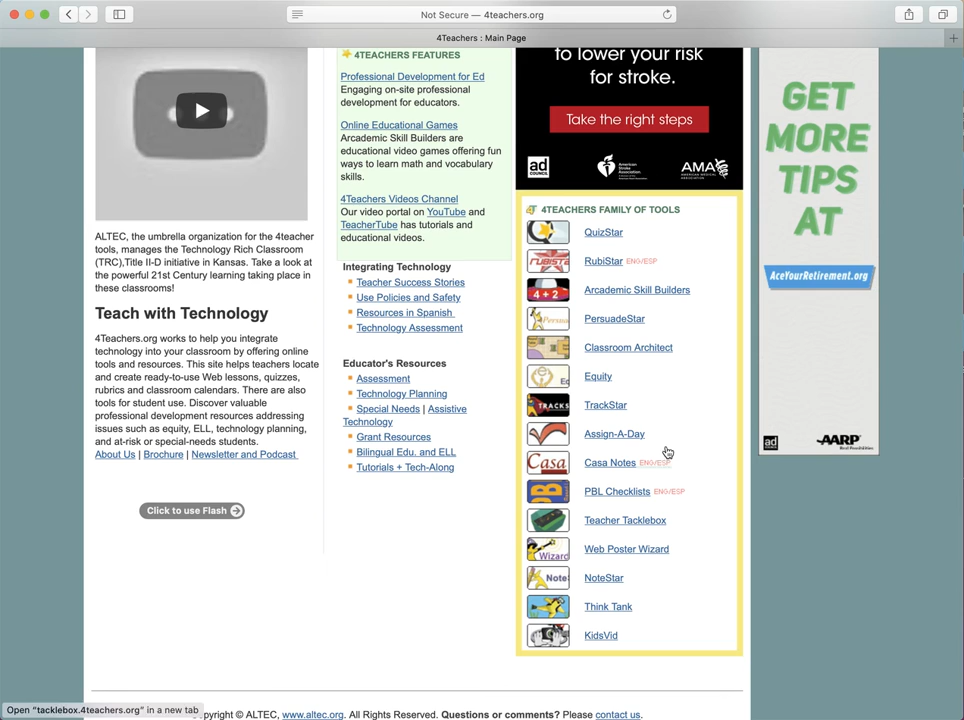 Not Secure — 4teachers.org
4Teachers : Main Page
4TEACHERS FEATURES
Professional Development for Ed
Engaging on-site professional
development for educators.
Online Educational Games
Arcademic Skill Builders are
educational video games offering fun
ways to learn math and vocabulary
skills.
4Teachers Videos Channel
Our video portal on YouTube and
TeacherTube has tutorials and
educational videos.
Integrating Technology
Teacher Success Stories
Use Policies and Safety
Resources in Spanish
Technology Assessment
Educator's Resources
Assessment
Technology Planning
Special Needs | Assistive
Technology
Grant Resources
Bilingual Edu. and ELL
Tutorials + Tech-Along
ALTEC, the umbrella organization for the 4teacher
tools, manages the Technology Rich Classroom
(TRC),Title II-D initiative in Kansas. Take a look at
the powerful 21st Century learning taking place in
these classrooms!
Teach with Technology
4Teachers.org works to help you integrate
technology into your classroom by offering online
tools and resources. This site helps teachers locate
and create ready-to-use Web lessons, quizzes,
rubrics and classroom calendars. There are also
tools for student use. Discover valuable
professional development resources addressing
issues such as equity, ELL, technology planning,
and at-risk or special-needs students.
About Us | Brochure | Newsletter and Podcast
Click to use Flash
to lower your risk
for stroke.
Take the right steps
ad
COUNCIL
American
Stroke
Association.
AMA
AMERICAN MEDICAL
ASSOCIATION
4TEACHERS FAMILY OF TOOLS
QuizStar
RUBISTA
RubiStar ENG/ESP
4 + 2
Arcademic Skill Builders
Persua
PersuadeStar
Classroom Architect
Ec
Equity
TRACKS
TrackStar
Assign-A-Day
Casa
Casa Notes ENG/ESP
PB
PBL Checklists ENG/ESP
Teacher Tacklebox
Wizard
Web Poster Wizard
Note
NoteStar
Think Tank
KidsVid
GET
MORE
TIPS
AT
AceYourRetirement.org
ad
AARP
Real Possibilities
Open “tacklebox.4teachers.org” in a new tab
pyright © ALTEC, www.altec.org. All Rights Reserved. Questions or comments? Please contact us.